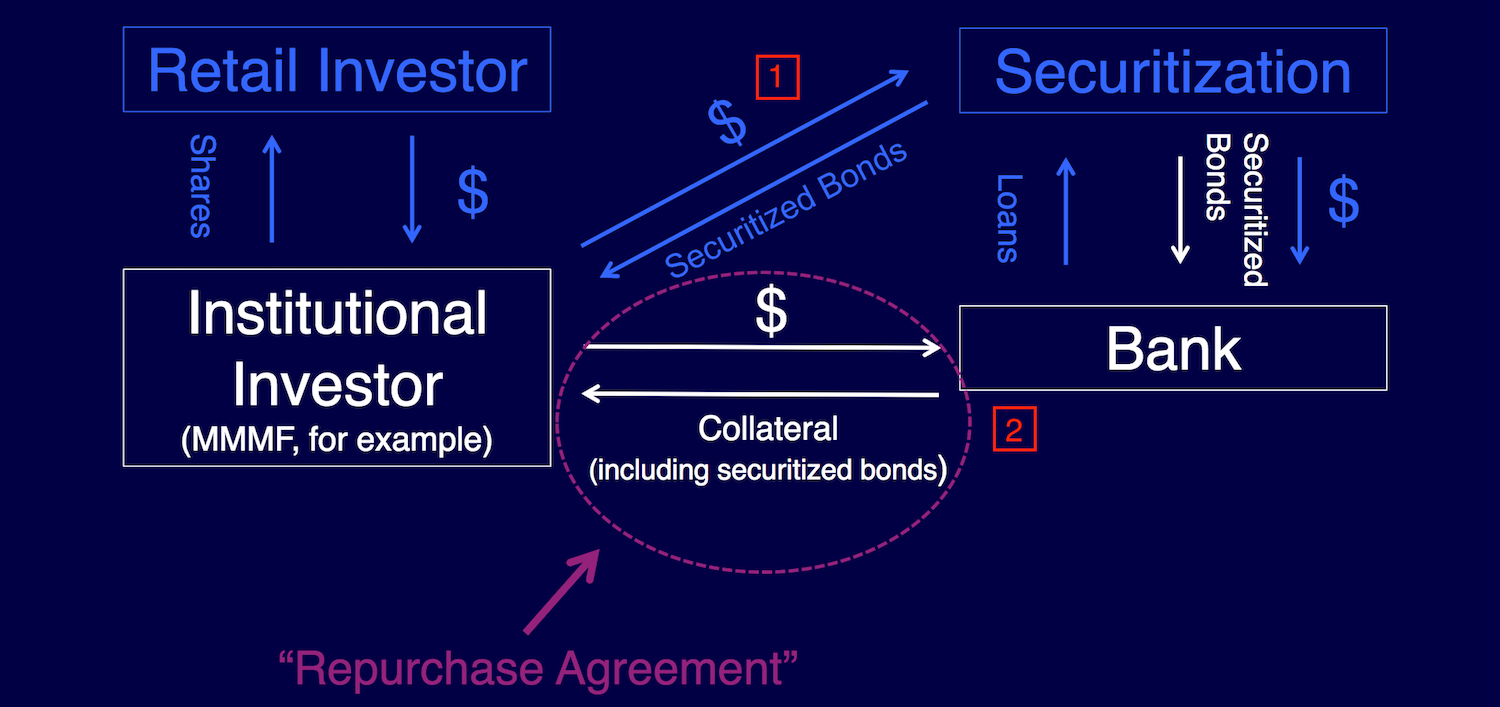 Retail Investor
1
Securitization
$
Shares
$
Securitized Bonds
Loans
Securitized
Bonds
$
Institutional
Investor
(MMMF, for example)
$
Bank
Collateral
(including securitized bonds)
2
“Repurchase Agreement”